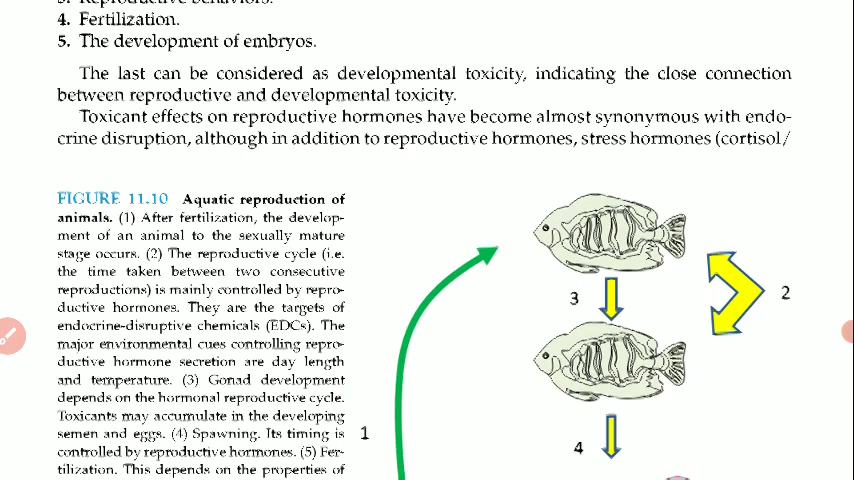 3. Reproductive behaviors.
4. Fertilization.
5. The development of embryos.
The last can be considered as developmental toxicity, indicating the close connection
between reproductive and developmental toxicity.
Toxicant effects on reproductive hormones have become almost synonymous with endo-
crine disruption, although in addition to reproductive hormones, stress hormones (cortisol/
FIGURE 11.10 Aquatic reproduction of
animals. (1) After fertilization, the develop-
ment of an animal to the sexually mature
stage occurs. (2) The reproductive cycle (i.e.
the time taken between two consecutive
reproductions) is mainly controlled by repro-
ductive hormones. They are the targets of
endocrine-disruptive chemicals (EDCs). The
major environmental cues controlling repro-
ductive hormone secretion are day length
and temperature. (3) Gonad development
depends on the hormonal reproductive cycle.
Toxicants may accumulate in the developing
semen and eggs. (4) Spawning. Its timing is
controlled by reproductive hormones. (5) Fer-
tilization. This depends on the properties of
1
2
3
4